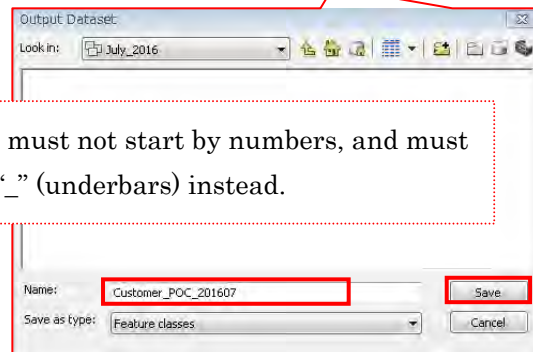 Output Dataset
Look in: July_2016
must not start by numbers, and must
“_” (underbars) instead.
Name: Customer_POC_201607 Save
Save as type: Feature classes Cancel